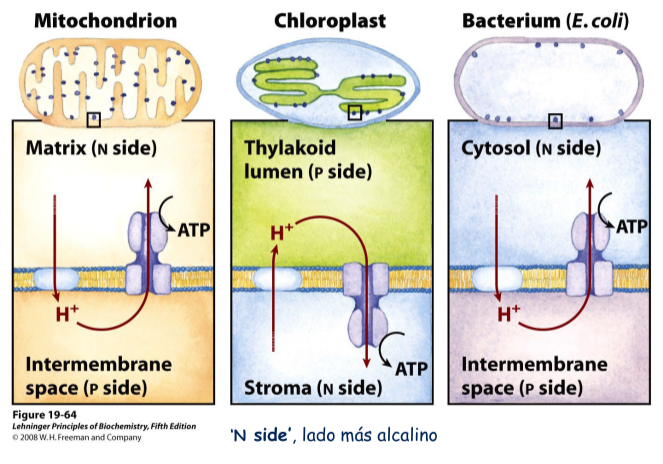 Mitochondrion
Matrix (N side)
ATP
H+
Intermembrane
space (P side)
Chloroplast
Thylakoid
lumen (P side)
H+
ATP
Stroma (N side)
Bacterium (E. coli)
Cytosol (N side)
ATP
H+
Intermembrane
space (P side)
Figure 19-64
Lehninger Principles of Biochemistry, Fifth Edition
© 2008 W. H. Freeman and Company
'N side', lado más alcalino